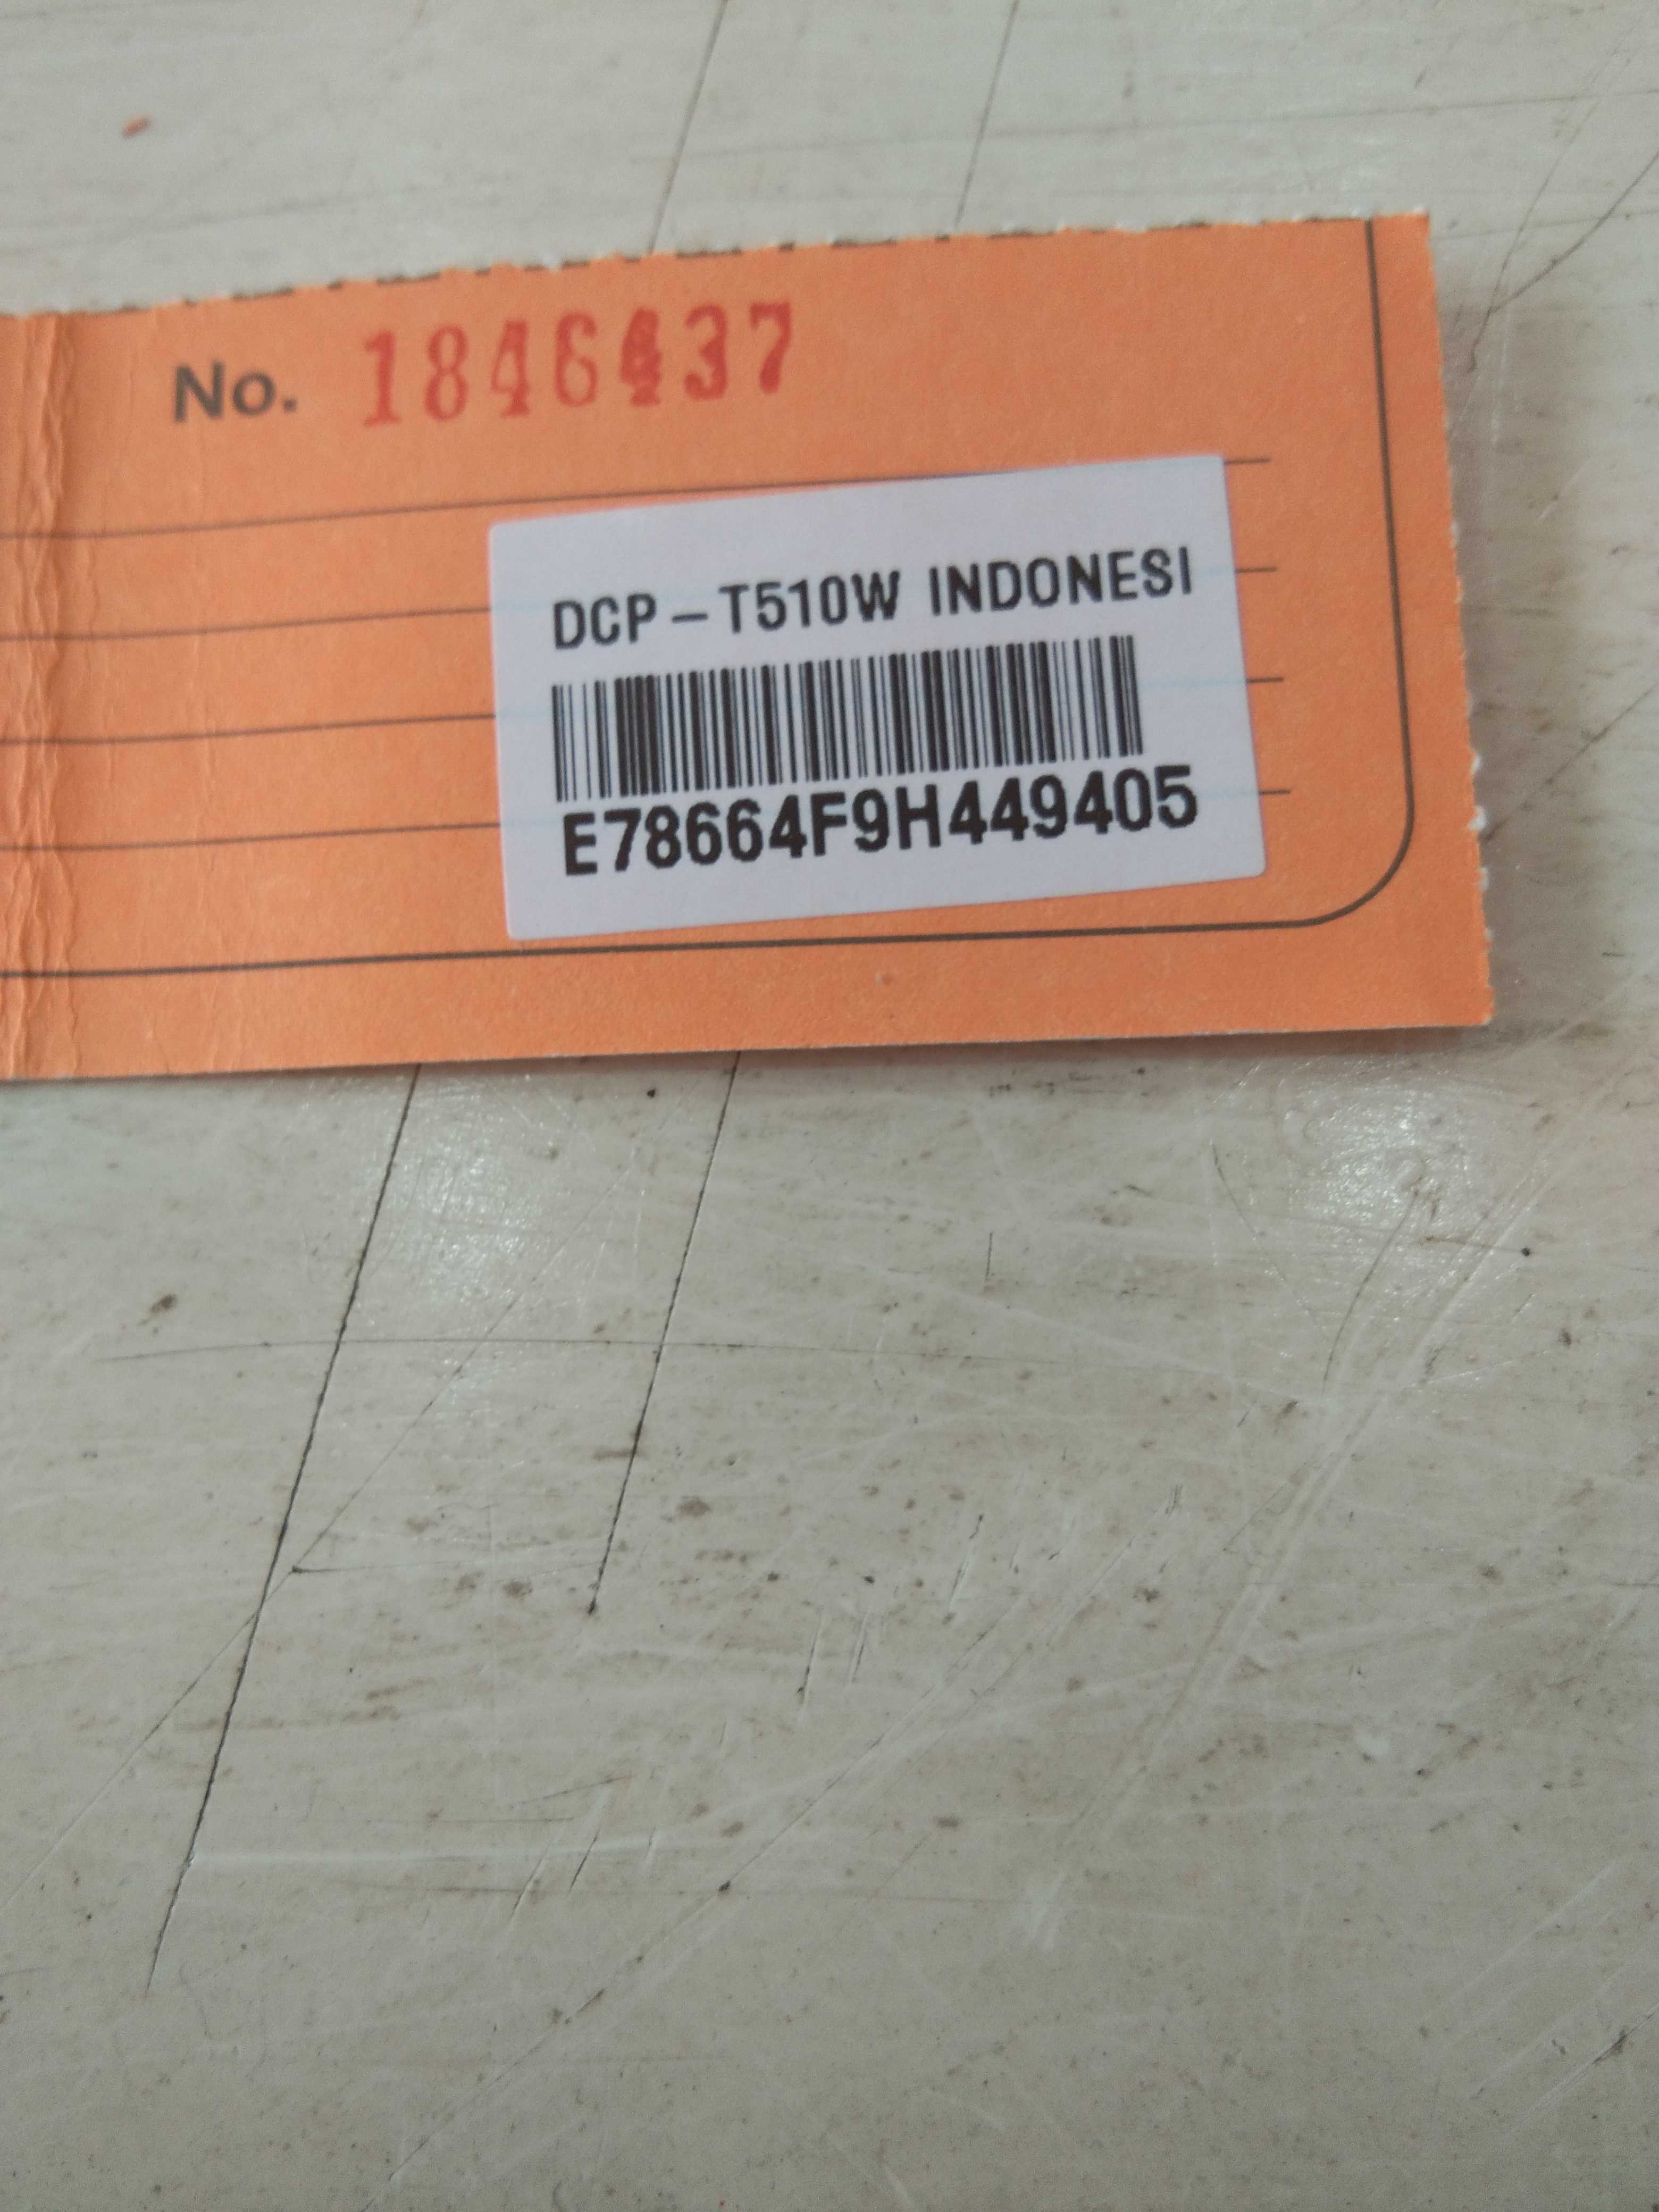 No. 1846437
DCP-T510W INDONESI
E78664F9H449405